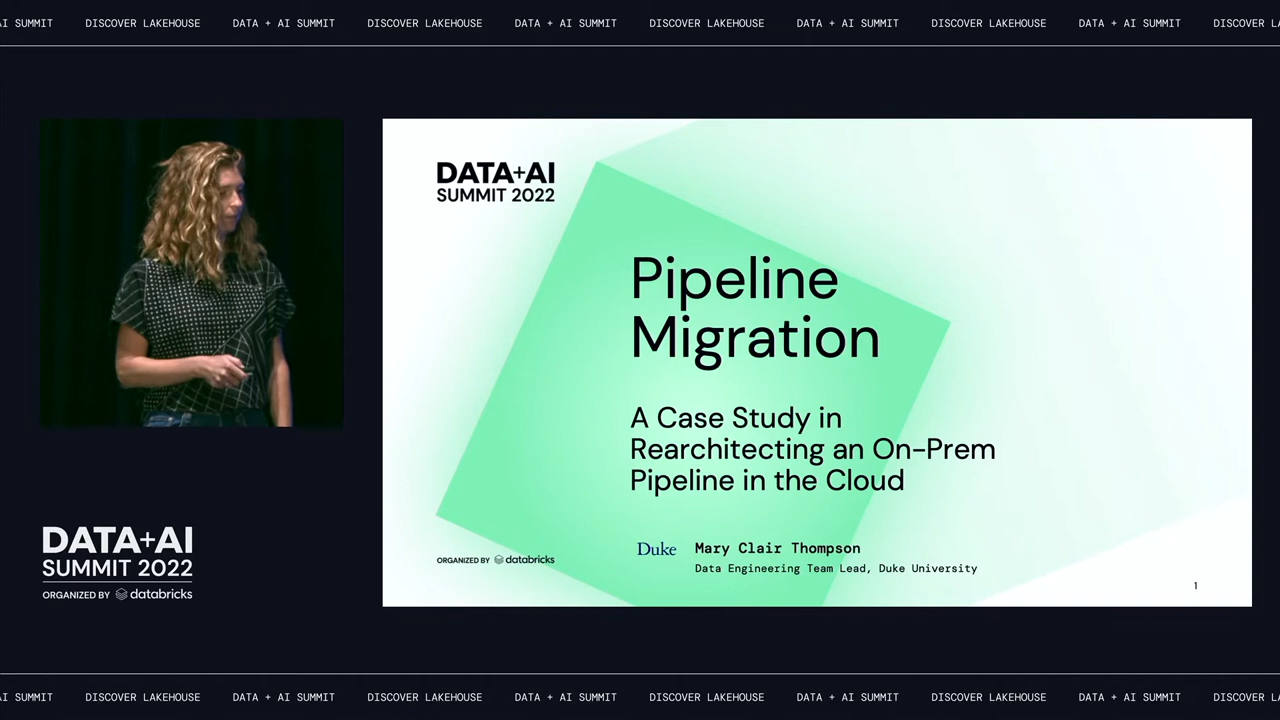 AI SUMMIT DISCOVER LAKEHOUSE DATA + AI SUMMIT DISCOVER LAKEHOUSE DATA + AI SUMMIT DISCOVER LAKEHOUSE DATA + AI SUMMIT DISCOVER LAKEHOUSE DATA + AI SUMMIT DISCOVER LA
DATA+AI
SUMMIT 2022
Pipeline
Migration
A Case Study in
Rearchitecting an On-Prem
Pipeline in the Cloud
Duke
Mary Clair Thompson
Data Engineering Team Lead, Duke University
ORGANIZED BY databricks
1
DATA+AI
SUMMIT 2022
ORGANIZED BY databricks
AI SUMMIT DISCOVER LAKEHOUSE DATA + AI SUMMIT DISCOVER LAKEHOUSE DATA + AI SUMMIT DISCOVER LAKEHOUSE DATA + AI SUMMIT DISCOVER LAKEHOUSE DATA + AI SUMMIT DISCOVER LA